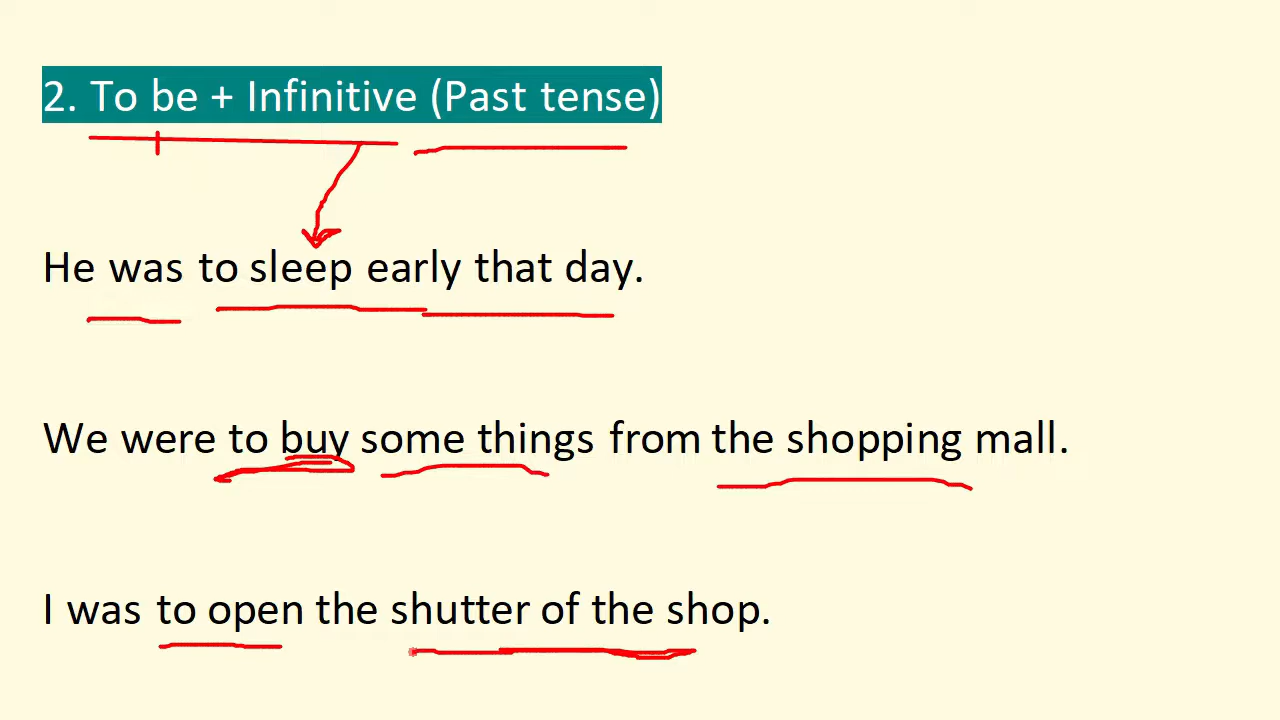 2. To be + Infinitive (Past tense)
He was to sleep early that day.
We were to buy some things from the shopping mall.
I was to open the shutter of the shop.